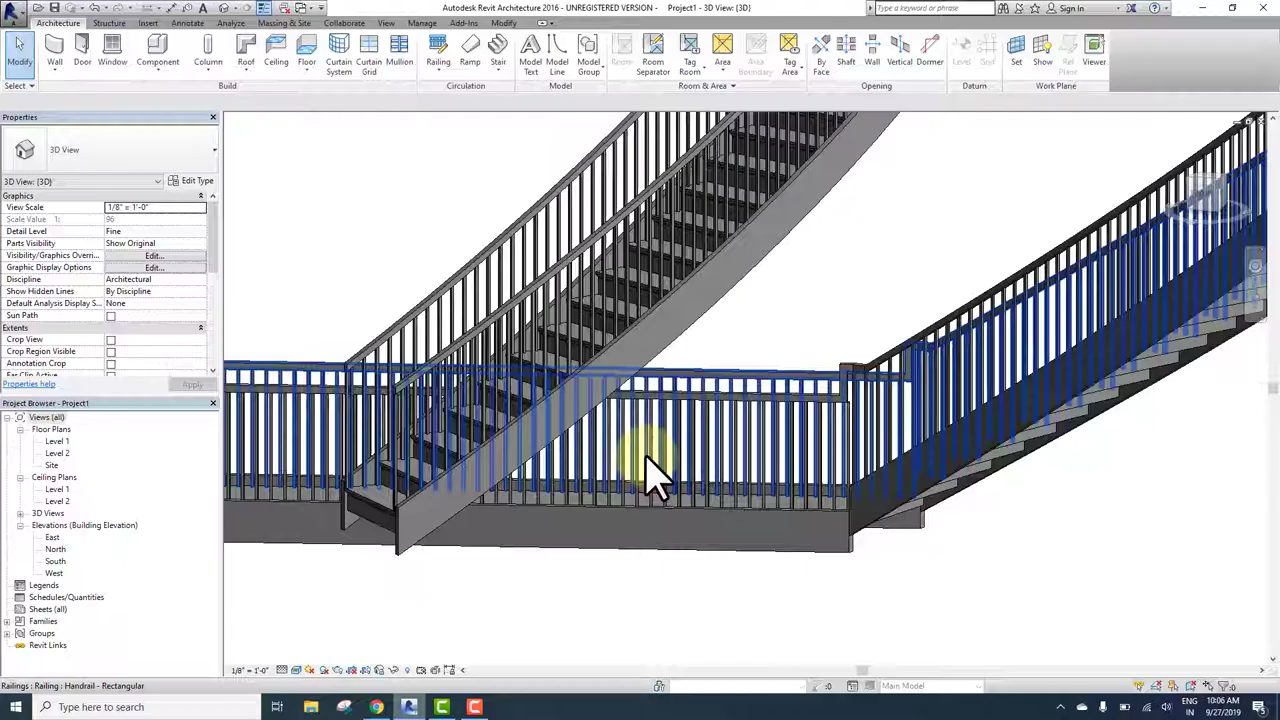 Autodesk Revit Architecture 2016 - UNREGISTERED VERSION - Project1 - 3D View: {3D}
Type a keyword or phrase
Sign In
Architecture Structure Insert Annotate Analyze Massing & Site Collaborate View Manage Add-Ins Modify
Modify Wall Door Window Component Column Roof Ceiling Floor Curtain System Curtain Grid Mullion Railing Ramp Stair Model Text Model Line Model Group Room Room Separator Tag Room Area Area Boundary Tag Area By Face Shaft Wall Vertical Dormer Level Grid Set Show Ref Plane Viewer
Select Build Circulation Model Room & Area Opening Datum Work Plane
Properties
3D View
3D View: {3D} Edit Type
Graphics
View Scale 1/8" = 1'-0"
Scale Value 1: 96
Detail Level Fine
Parts Visibility Show Original
Visibility/Graphics Overri... Edit...
Graphic Display Options Edit...
Discipline Architectural
Show Hidden Lines By Discipline
Default Analysis Display S... None
Sun Path
Extents
Crop View
Crop Region Visible
Annotation Crop
Far Clip Active
Properties help Apply
Project Browser - Project1
Views (all)
Floor Plans
Level 1
Level 2
Site
Ceiling Plans
Level 1
Level 2
3D Views
Elevations (Building Elevation)
East
North
South
West
Legends
Schedules/Quantities
Sheets (all)
Families
Groups
Revit Links
1/8" = 1'-0"
Railings : Railing : Handrail - Rectangular
:0 Main Model :0
Type here to search
ENG 10:06 AM
IN 9/27/2019